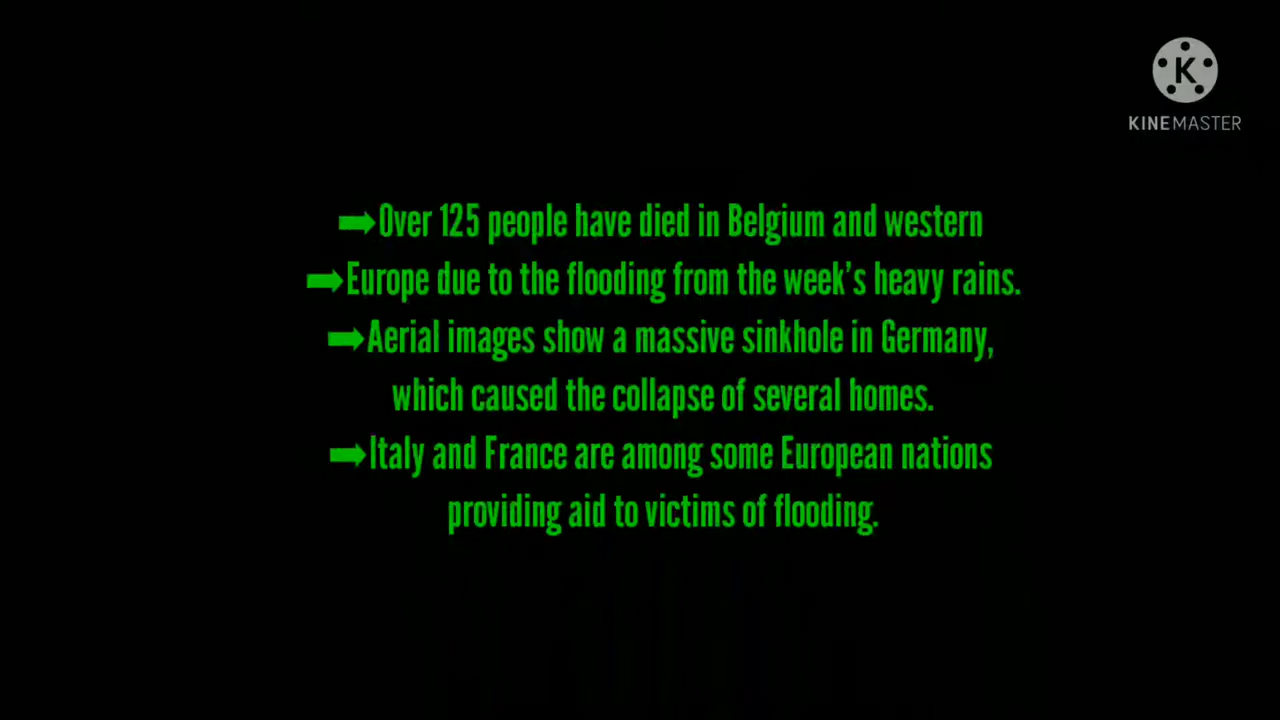 K
KINEMASTER
➡Over 125 people have died in Belgium and western
➡Europe due to the flooding from the week's heavy rains.
➡Aerial images show a massive sinkhole in Germany,
which caused the collapse of several homes.
➡Italy and France are among some European nations
providing aid to victims of flooding.